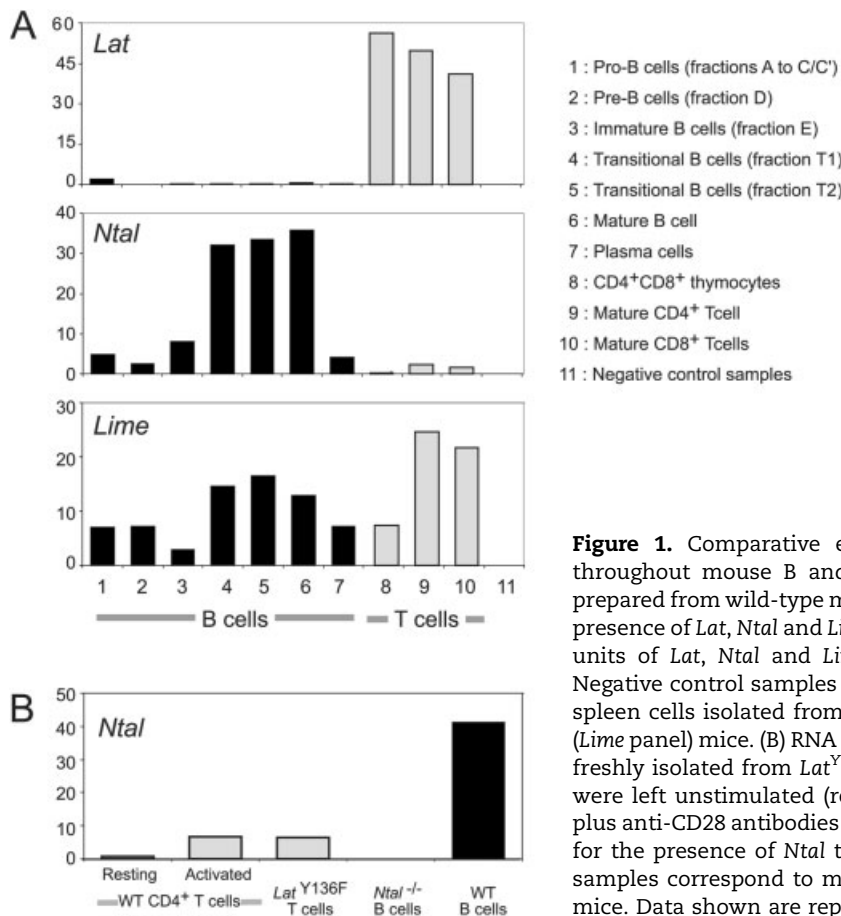 A
Lat
60
45
30
15
0
Ntal
40
30
20
10
0
Lime
30
20
10
0
1 2 3 4 5 6 7 8 9 10 11
B cells T cells
1 : Pro-B cells (fractions A to C/C')
2 : Pre-B cells (fraction D)
3 : Immature B cells (fraction E)
4 : Transitional B cells (fraction T1)
5 : Transitional B cells (fraction T2)
6 : Mature B cell
7 : Plasma cells
8 : CD4+CD8+ thymocytes
9 : Mature CD4+ Tcell
10 : Mature CD8+ Tcells
11 : Negative control samples
B
Ntal
50
40
30
20
10
0
Resting Activated
WT CD4+ T cells
Lat Y136F
T cells
Ntal -/-
B cells
WT
B cells
Figure 1. Comparative e
throughout mouse B and
prepared from wild-type m
presence of Lat, Ntal and Li
units of Lat, Ntal and Li
Negative control samples
spleen cells isolated from
(Lime panel) mice. (B) RNA
freshly isolated from LatY
were left unstimulated (r
plus anti-CD28 antibodies
for the presence of Ntal t
samples correspond to m
mice. Data shown are rep